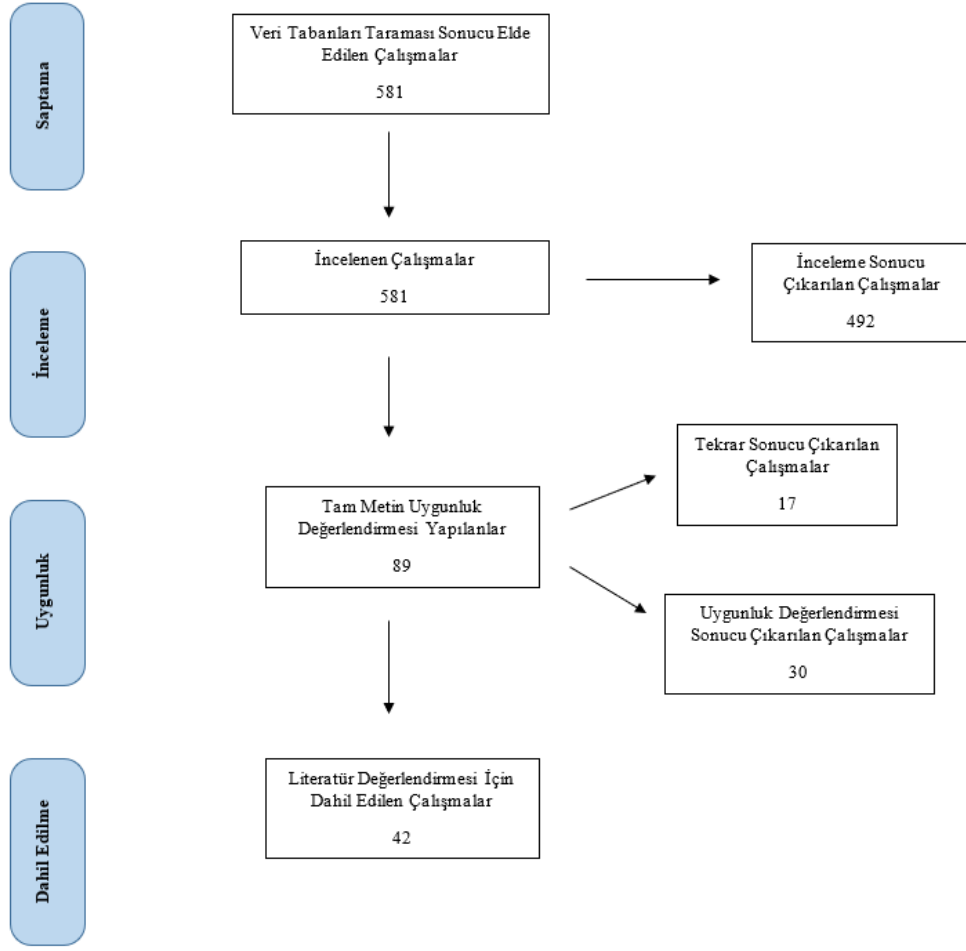 Saptama
Veri Tabanları Taraması Sonucu Elde
Edilen Çalışmalar
581
İnceleme
İncelenen Çalışmalar
581
İnceleme Sonucu
Çıkarılan Çalışmalar
492
Uygunluk
Tam Metin Uygunluk
Değerlendirmesi Yapılanlar
89
Tekrar Sonucu Çıkarılan
Çalışmalar
17
Uygunluk Değerlendirmesi
Sonucu Çıkarılan Çalışmalar
30
Dahil Edilme
Literatür Değerlendirmesi İçin
Dahil Edilen Çalışmalar
42